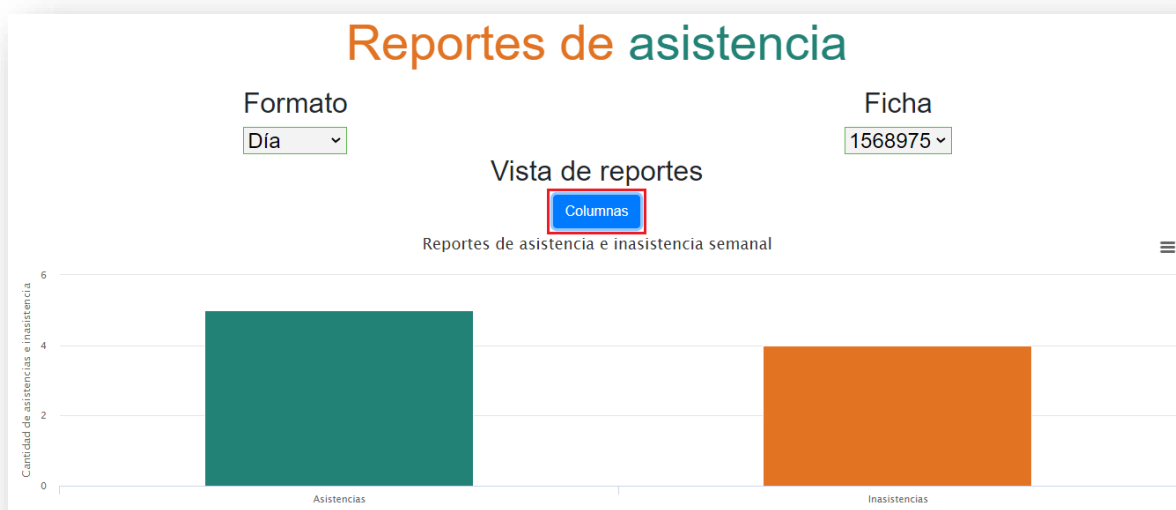 Reportes de asistencia
Formato
Ficha
Día
1568975
Vista de reportes
Columnas
Reportes de asistencia e inasistencia semanal
Cantidad de asistencias e inasistencia
6
4
2
0
Asistencias
Inasistencias